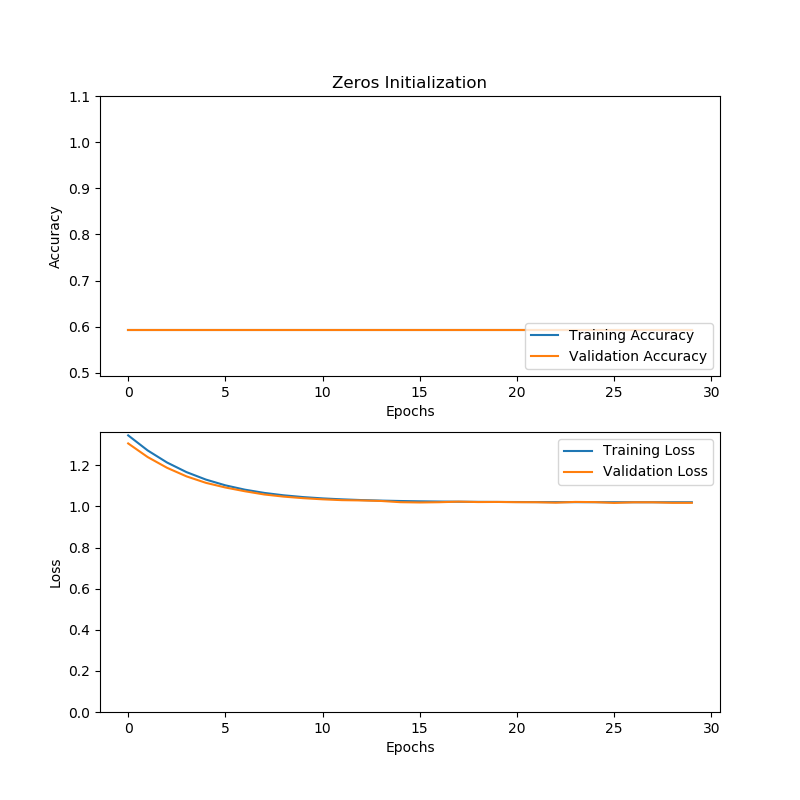 Zeros Initialization
1.1
1.0
0.9
0.8
0.7
0.6
0.5
Accuracy
Training Accuracy
Validation Accuracy
0 5 10 15 20 25 30
Epochs
1.2
1.0
0.8
0.6
0.4
0.2
0.0
Loss
Training Loss
Validation Loss
0 5 10 15 20 25 30
Epochs